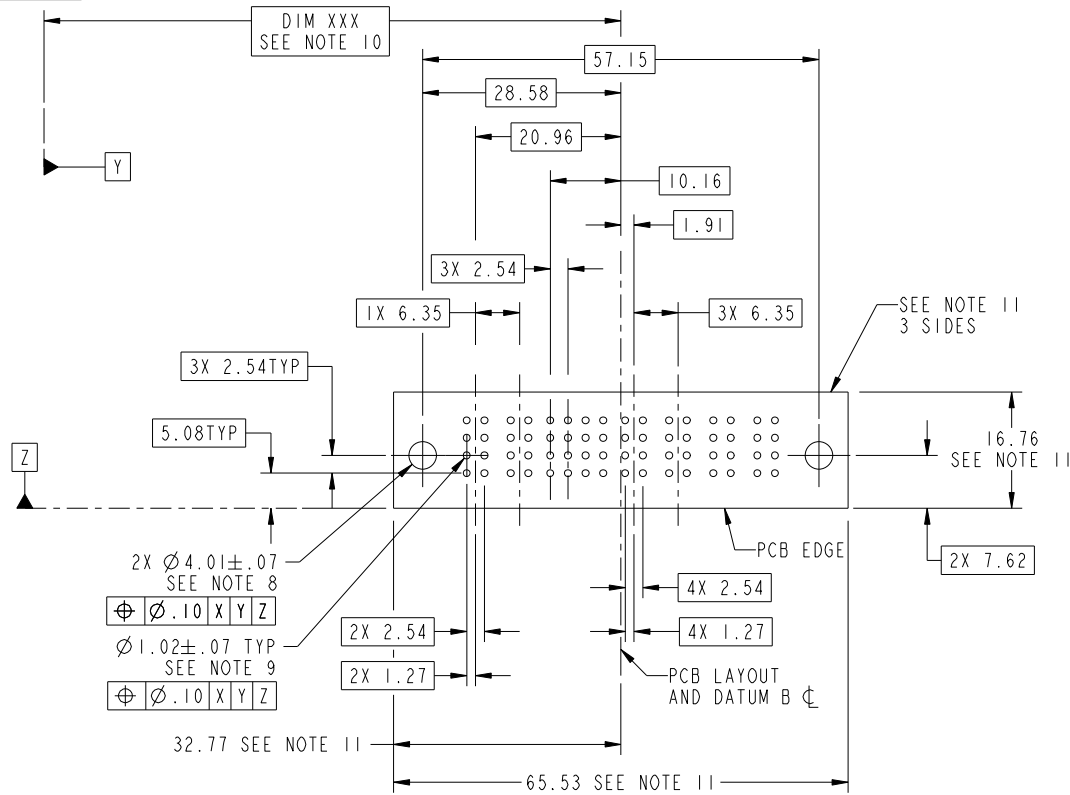 DIM XXX
SEE NOTE 10
57.15
28.58
20.96
Y
10.16
1.91
3X 2.54
1X 6.35
3X 6.35
SEE NOTE 11
3 SIDES
3X 2.54TYP
5.08TYP
Z
16.76
SEE NOTE 11
2X Ø4.01±.07
SEE NOTE 8
⌖ Ø.10 X Y Z
PCB EDGE
2X 7.62
4X 2.54
Ø1.02±.07 TYP
SEE NOTE 9
⌖ Ø.10 X Y Z
2X 2.54
4X 1.27
2X 1.27
PCB LAYOUT
AND DATUM B ℄
32.77 SEE NOTE 11
65.53 SEE NOTE 11